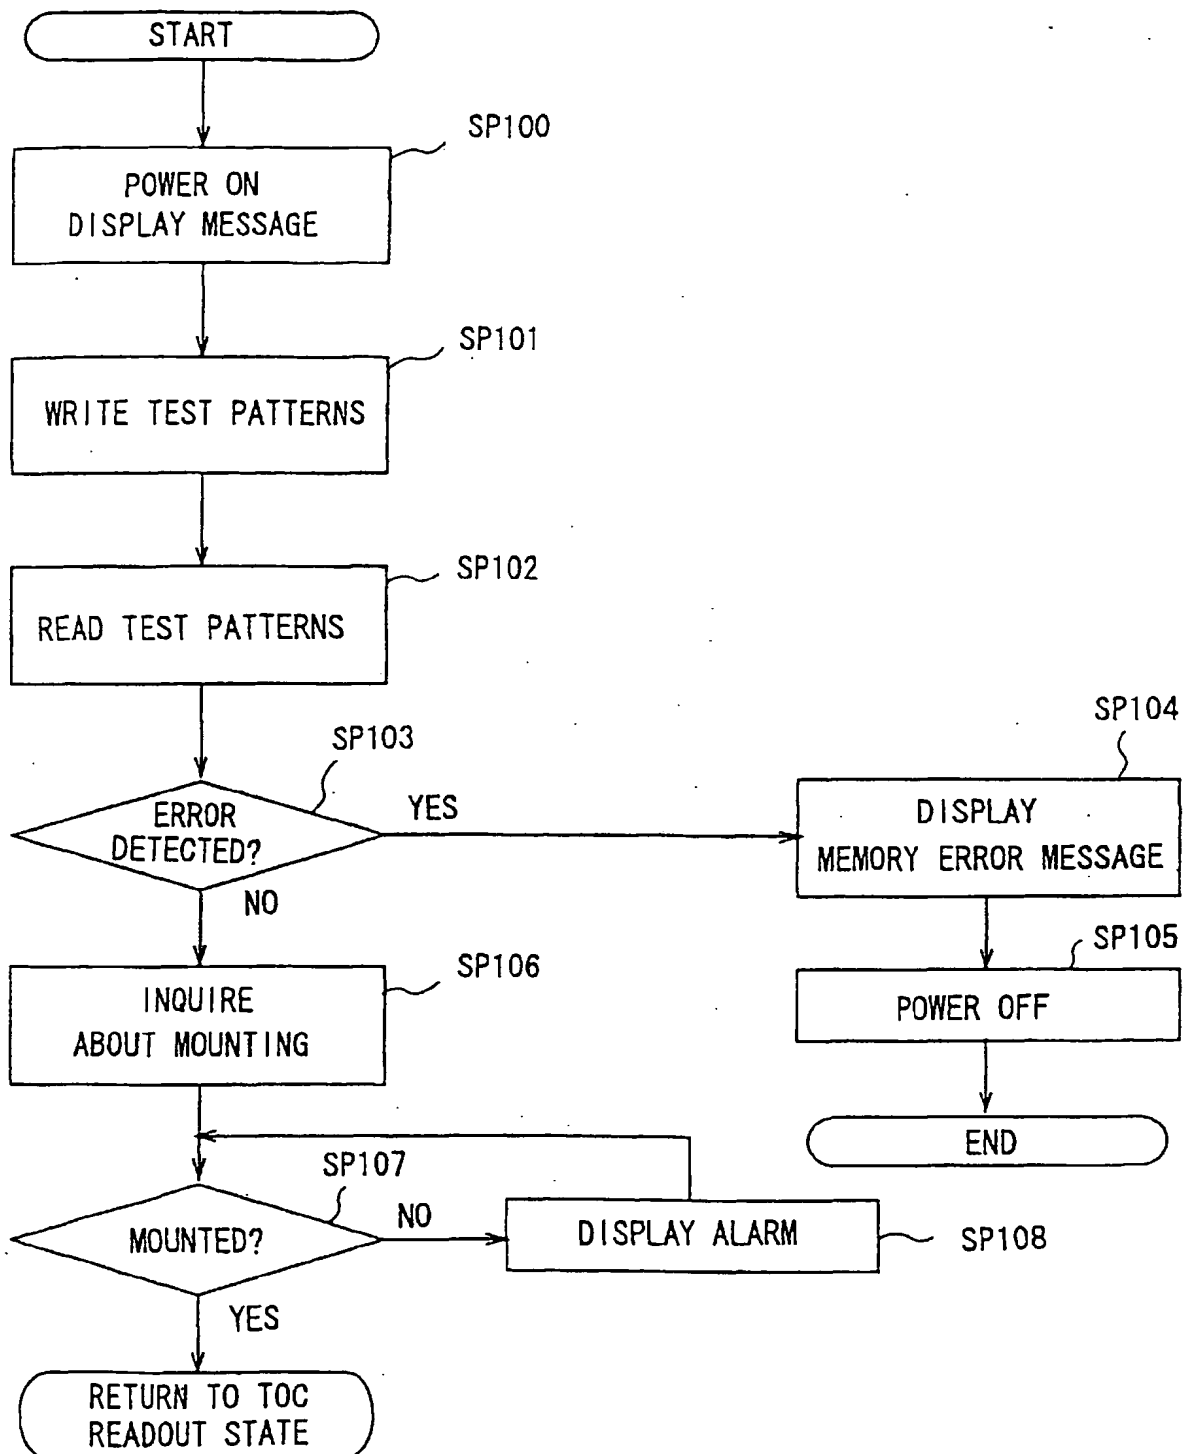 START
SP100
POWER ON
DISPLAY MESSAGE
SP101
WRITE TEST PATTERNS
SP102
READ TEST PATTERNS
SP103
ERROR
DETECTED?
YES
NO
SP104
DISPLAY
MEMORY ERROR MESSAGE
SP105
POWER OFF
END
SP106
INQUIRE
ABOUT MOUNTING
SP107
MOUNTED?
NO
DISPLAY ALARM
SP108
YES
RETURN TO TOC
READOUT STATE